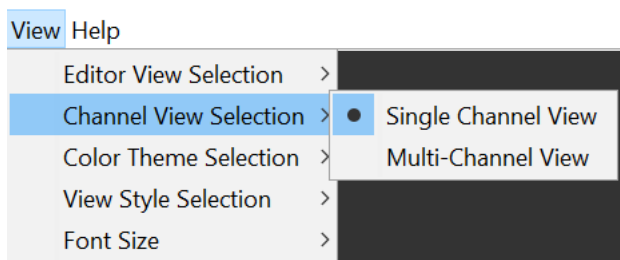 View Help
Editor View Selection
Channel View Selection
Single Channel View
Multi-Channel View
Color Theme Selection
View Style Selection
Font Size